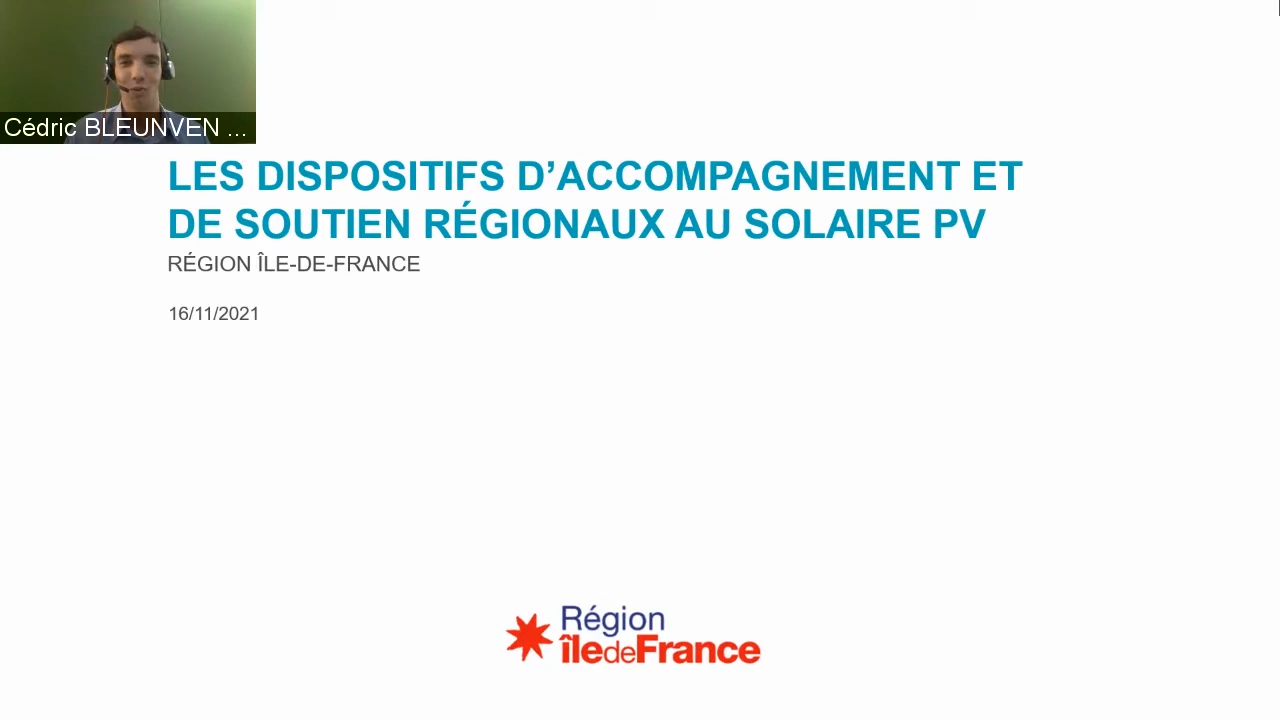 Cédric BLEUNVEN ...
LES DISPOSITIFS D’ACCOMPAGNEMENT ET
DE SOUTIEN RÉGIONAUX AU SOLAIRE PV
RÉGION ÎLE-DE-FRANCE
16/11/2021
Région
îledeFrance